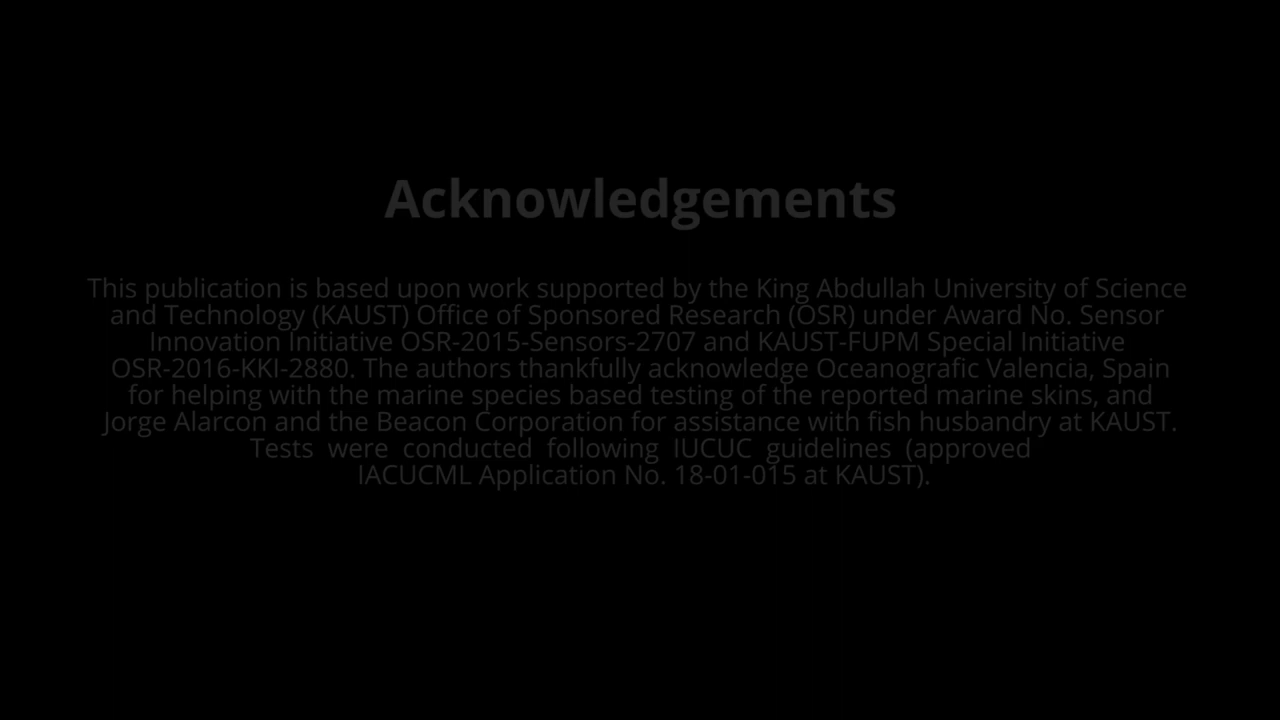 Acknowledgements
This publication is based upon work supported by the King Abdullah University of Science
and Technology (KAUST) Office of Sponsored Research (OSR) under Award No. Sensor
Innovation Initiative OSR-2015-Sensors-2707 and KAUST-FUPM Special Initiative
OSR-2016-KKI-2880. The authors thankfully acknowledge Oceanografic Valencia, Spain
for helping with the marine species based testing of the reported marine skins, and
Jorge Alarcon and the Beacon Corporation for assistance with fish husbandry at KAUST.
Tests were conducted following IUCUC guidelines (approved
IACUCML Application No. 18-01-015 at KAUST).